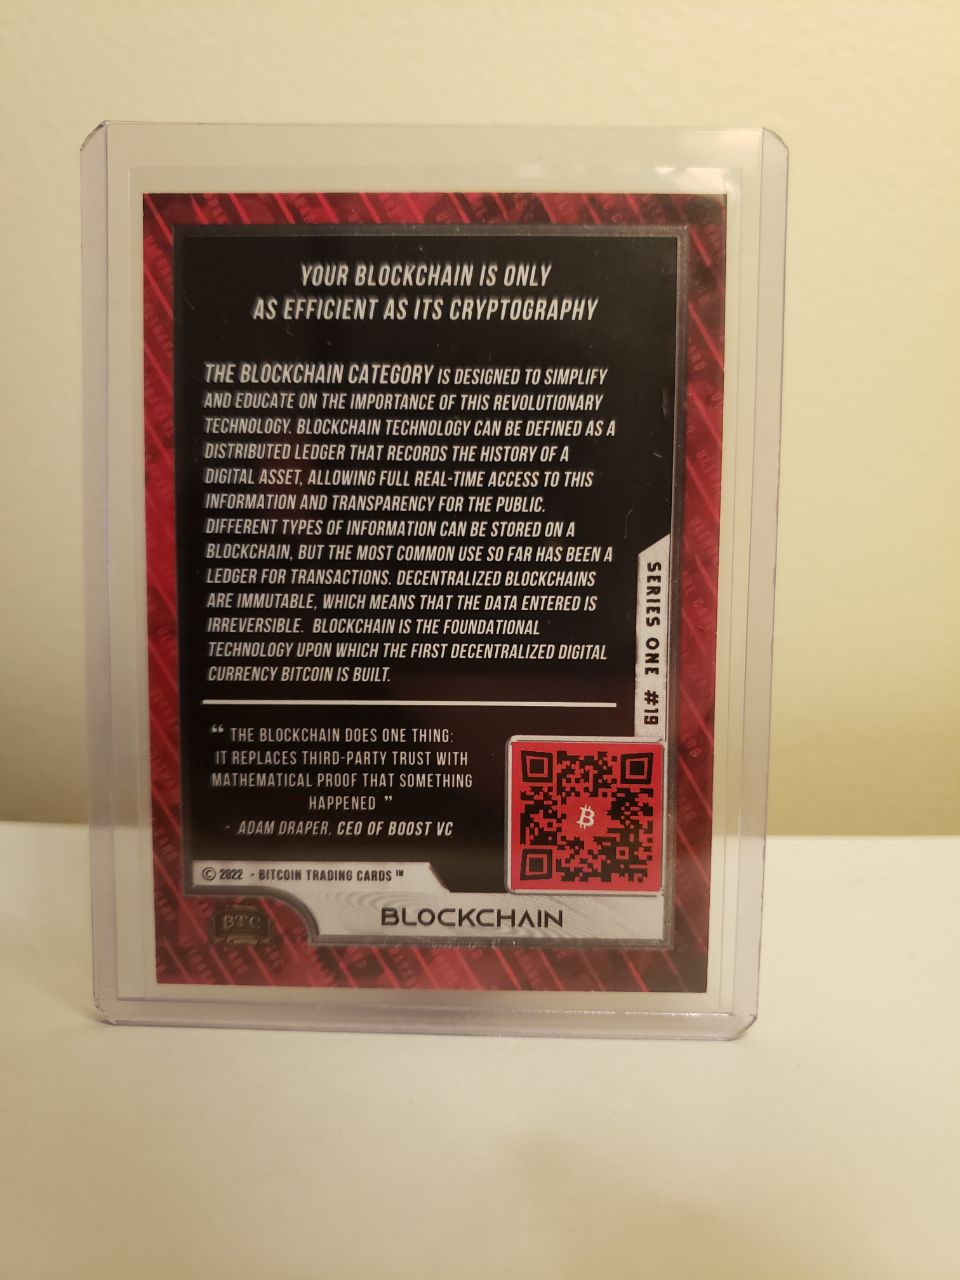 YOUR BLOCKCHAIN IS ONLY
AS EFFICIENT AS ITS CRYPTOGRAPHY
THE BLOCKCHAIN CATEGORY IS DESIGNED TO SIMPLIFY
AND EDUCATE ON THE IMPORTANCE OF THIS REVOLUTIONARY
TECHNOLOGY. BLOCKCHAIN TECHNOLOGY CAN BE DEFINED AS A
DISTRIBUTED LEDGER THAT RECORDS THE HISTORY OF A
DIGITAL ASSET, ALLOWING FULL REAL-TIME ACCESS TO THIS
INFORMATION AND TRANSPARENCY FOR THE PUBLIC.
DIFFERENT TYPES OF INFORMATION CAN BE STORED ON A
BLOCKCHAIN, BUT THE MOST COMMON USE SO FAR HAS BEEN A
LEDGER FOR TRANSACTIONS. DECENTRALIZED BLOCKCHAINS
ARE IMMUTABLE, WHICH MEANS THAT THE DATA ENTERED IS
IRREVERSIBLE. BLOCKCHAIN IS THE FOUNDATIONAL
TECHNOLOGY UPON WHICH THE FIRST DECENTRALIZED DIGITAL
CURRENCY BITCOIN IS BUILT.
SERIES ONE #19
“ THE BLOCKCHAIN DOES ONE THING:
IT REPLACES THIRD-PARTY TRUST WITH
MATHEMATICAL PROOF THAT SOMETHING
HAPPENED ”
- ADAM DRAPER, CEO OF BOOST VC
© 2022 - BITCOIN TRADING CARDS™
BTC
BLOCKCHAIN